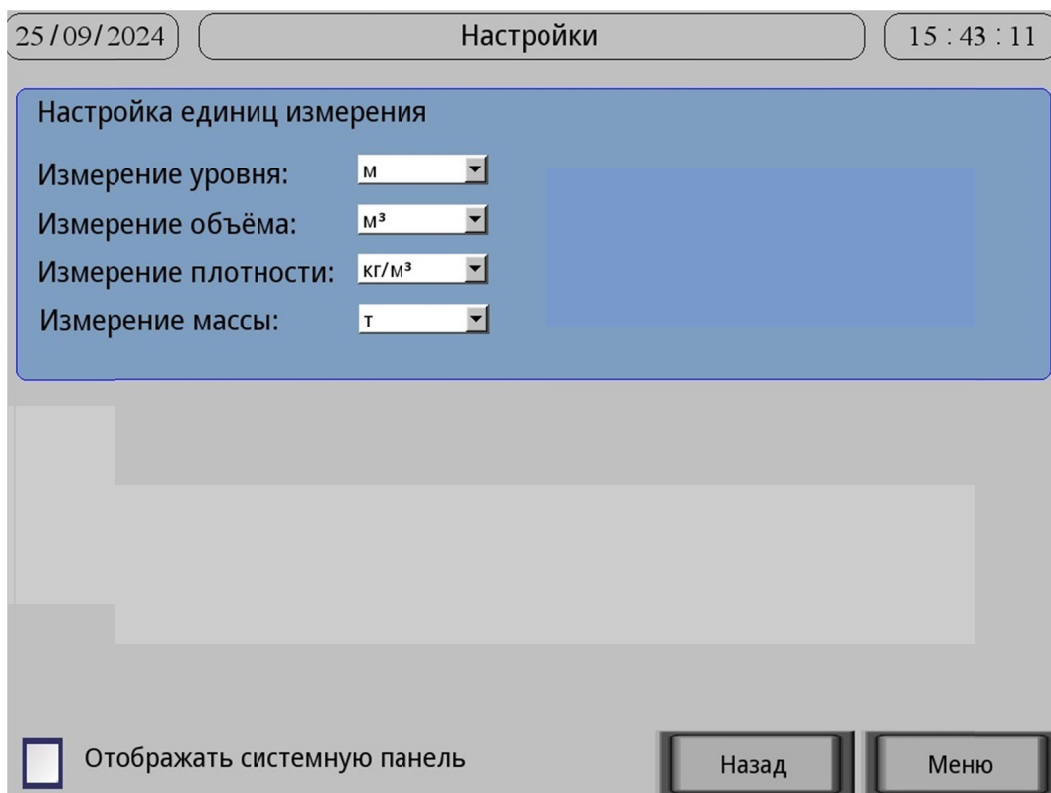 25/09/2024 Настройки 15 : 43 : 11
Настройка единиц измерения
Измерение уровня: м
Измерение объёма: м³
Измерение плотности: кг/м³
Измерение массы: т
Отображать системную панель Назад Меню